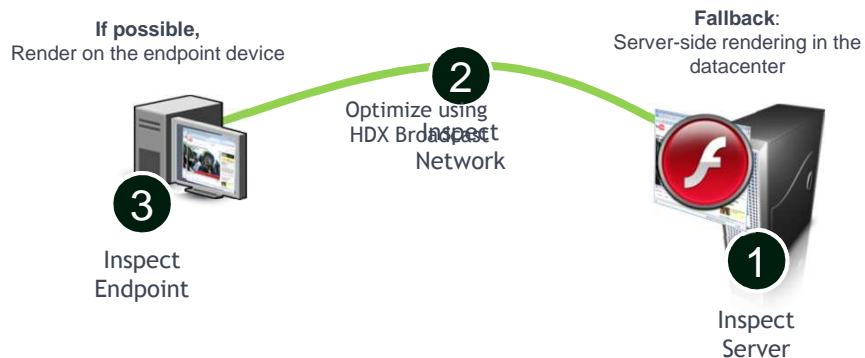 If possible,
Render on the endpoint device
Fallback:
Server-side rendering in the
datacenter
2
Optimize using
HDX Broadcast
Inspect
Network
3
Inspect
Endpoint
1
Inspect
Server